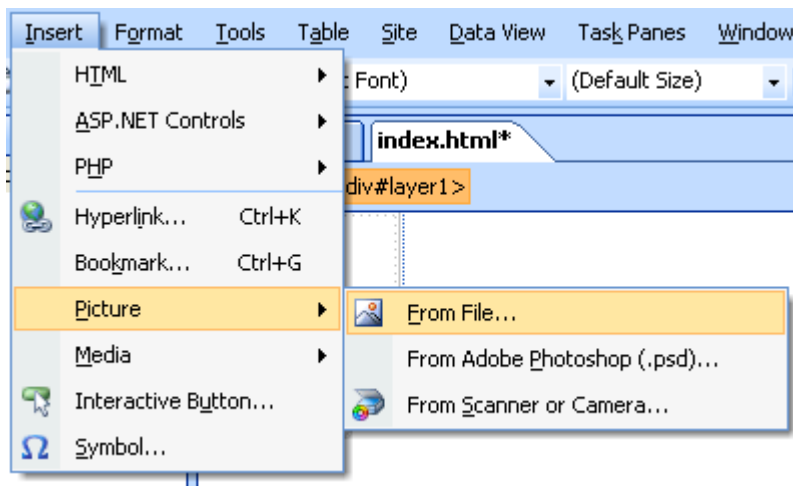 Insert Format Tools Table Site Data View Task Panes Window
HTML
Font) (Default Size)
ASP.NET Controls
index.html*
PHP
div#layer1>
Hyperlink... Ctrl+K
Bookmark... Ctrl+G
Picture
From File...
Media
From Adobe Photoshop (.psd)...
Interactive Button...
From Scanner or Camera...
Symbol...